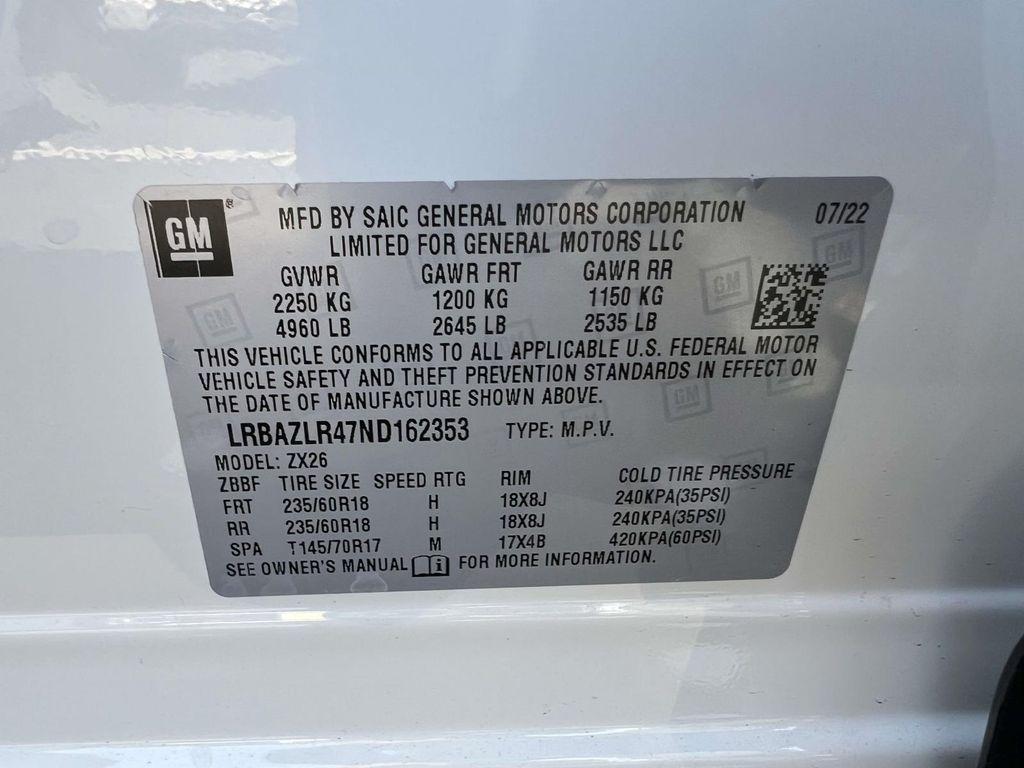 GM
MFD BY SAIC GENERAL MOTORS CORPORATION 07/22
LIMITED FOR GENERAL MOTORS LLC
GVWR GAWR FRT GAWR RR
2250 KG 1200 KG 1150 KG
4960 LB 2645 LB 2535 LB
THIS VEHICLE CONFORMS TO ALL APPLICABLE U.S. FEDERAL MOTOR
VEHICLE SAFETY AND THEFT PREVENTION STANDARDS IN EFFECT ON
THE DATE OF MANUFACTURE SHOWN ABOVE.
LRBAZLR47ND162353 TYPE: M.P.V.
MODEL: ZX26
ZBBF TIRE SIZE SPEED RTG RIM COLD TIRE PRESSURE
FRT 235/60R18 H 18X8J 240KPA(35PSI)
RR 235/60R18 H 18X8J 240KPA(35PSI)
SPA T145/70R17 M 17X4B 420KPA(60PSI)
SEE OWNER'S MANUAL FOR MORE INFORMATION.